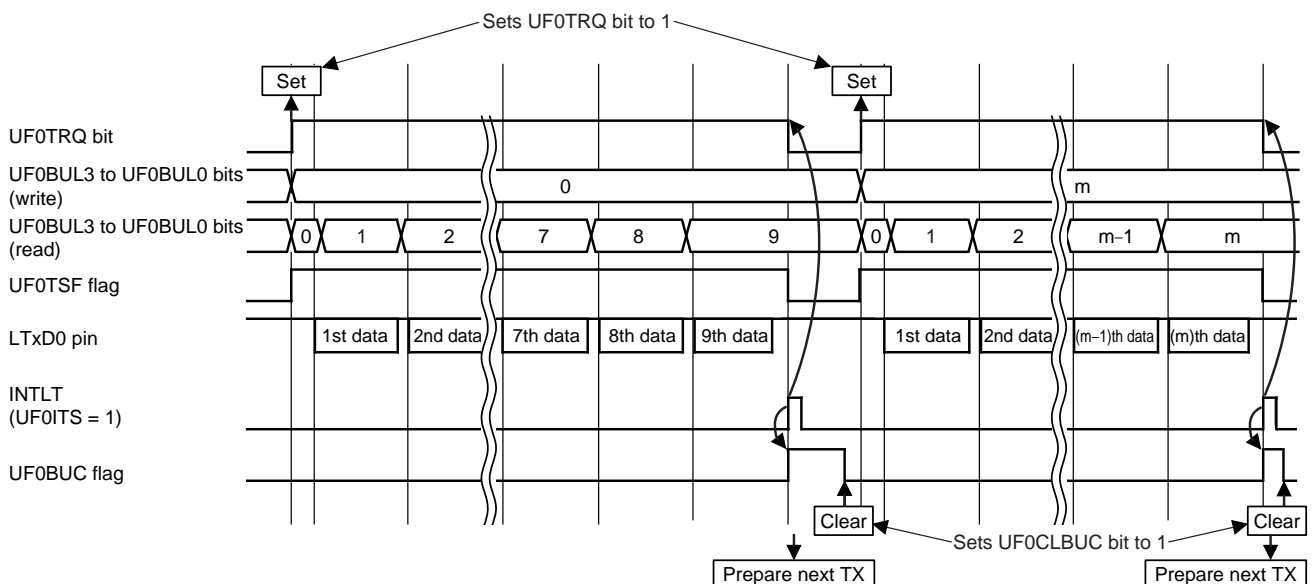 Sets UF0TRQ bit to 1
Set
Set
UF0TRQ bit
UF0BUL3 to UF0BUL0 bits
(write)
0
m
UF0BUL3 to UF0BUL0 bits
(read)
0 1 2 7 8 9 0 1 2 m−1 m
UF0TSF flag
LTxD0 pin
1st data 2nd data 7th data 8th data 9th data 1st data 2nd data (m−1)th data (m)th data
INTLT
(UF0ITS = 1)
UF0BUC flag
Clear
Clear
Sets UF0CLBUC bit to 1
Prepare next TX
Prepare next TX